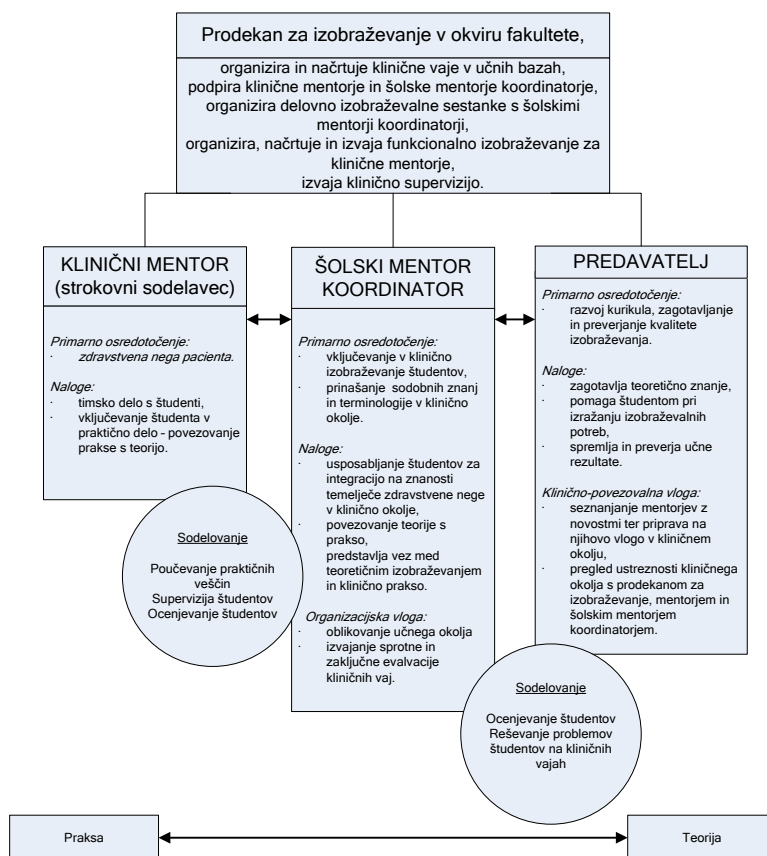 Prodekan za izobraževanje v okviru fakultete,
organizira in načrtuje klinične vaje v učnih bazah,
podpira klinične mentorje in šolske mentorje koordinatorje,
organizira delovno izobraževalne sestanke s šolskimi
mentorji koordinatorji,
organizira, načrtuje in izvaja funkcionalno izobraževanje za
klinične mentorje,
izvaja klinično supervizijo.
KLINIČNI MENTOR
(strokovni sodelavec)
Primarno osredotočenje:
· zdravstvena nega pacienta.
Naloge:
· timsko delo s študenti,
· vključevanje študenta v
praktično delo - povezovanje
prakse s teorijo.
Sodelovanje
Poučevanje praktičnih
veščin
Supervizija študentov
Ocenjevanje študentov
ŠOLSKI MENTOR
KOORDINATOR
Primarno osredotočenje:
· vključevanje v klinično
izobraževanje študentov,
· prinašanje sodobnih znanj
in terminologije v klinično
okolje.
Naloge:
· usposabljanje študentov za
integracijo na znanosti
temelječe zdravstvene nege
v klinično okolje,
· povezovanje teorije s
prakso,
predstavlja vez med
teoretičnim izobraževanjem
in klinično prakso.
Organizacijska vloga:
· oblikovanje učnega okolja
· izvajanje sprotne in
zaključne evalvacije
kliničnih vaj.
PREDAVATELJ
Primarno osredotočenje:
· razvoj kurikula, zagotavljanje
in preverjanje kvalitete
izobraževanja.
Naloge:
· zagotavlja teoretično znanje,
· pomaga študentom pri
izražanju izobraževalnih
potreb,
· spremlja in preverja učne
rezultate.
Klinično-povezovalna vloga:
· seznanjanje mentorjev z
novostmi ter priprava na
njihovo vlogo v kliničnem
okolju,
· pregled ustreznosti kliničnega
okolja s prodekanom za
izobraževanje, mentorjem in
šolskim mentorjem
koordinatorjem.
Sodelovanje
Ocenjevanje študentov
Reševanje problemov
študentov na kliničnih
vajah
Praksa
Teorija